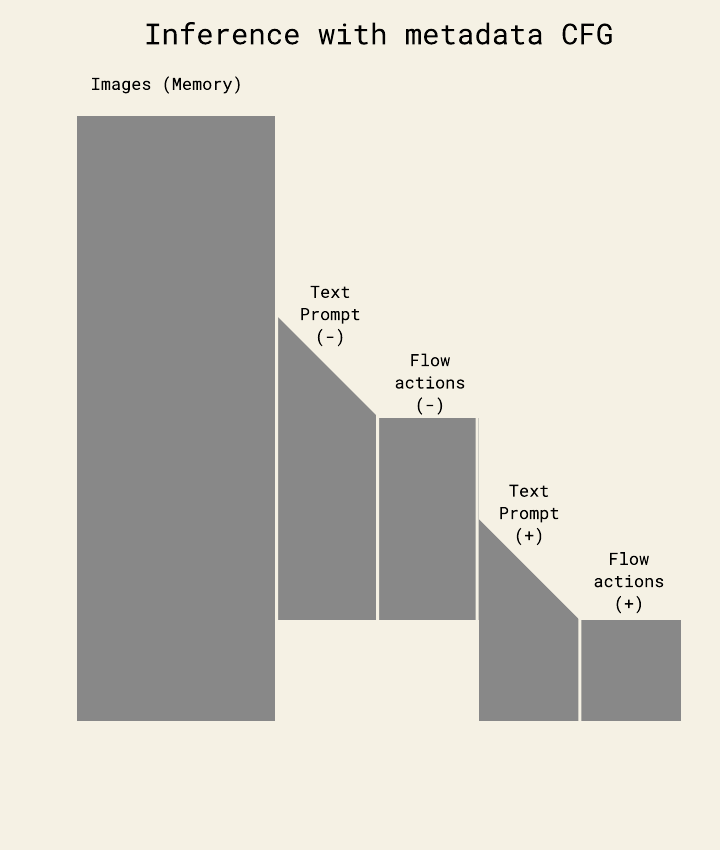 Inference with metadata CFG
Images (Memory)
Text
Prompt
(-)
Flow
actions
(-)
Text
Prompt
(+)
Flow
actions
(+)